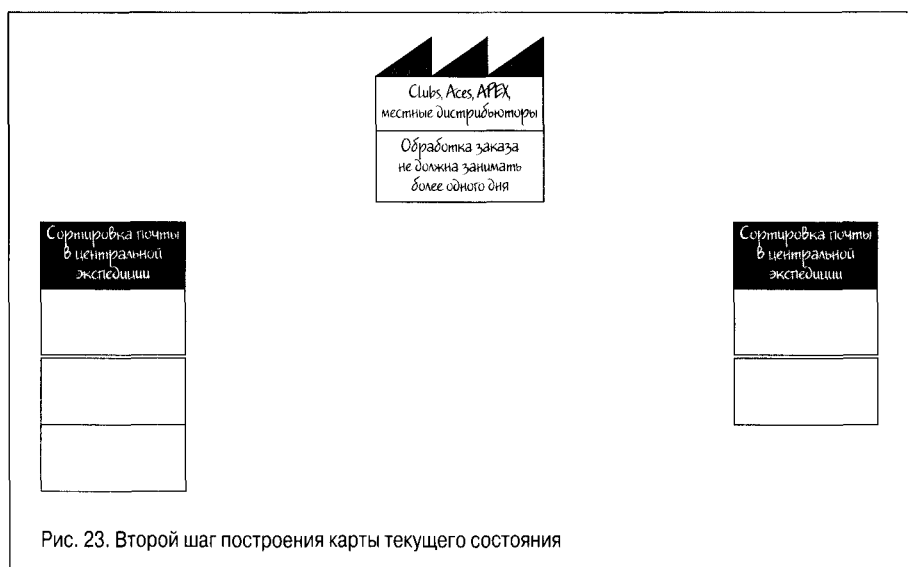 Clubs, Aces, APEX,
местные дистрибьюторы
Обработка заказа
не должна занимать
более одного дня
Сортировка почты
в центральной
экспедиции
Сортировка почты
в центральной
экспедиции
Рис. 23. Второй шаг построения карты текущего состояния